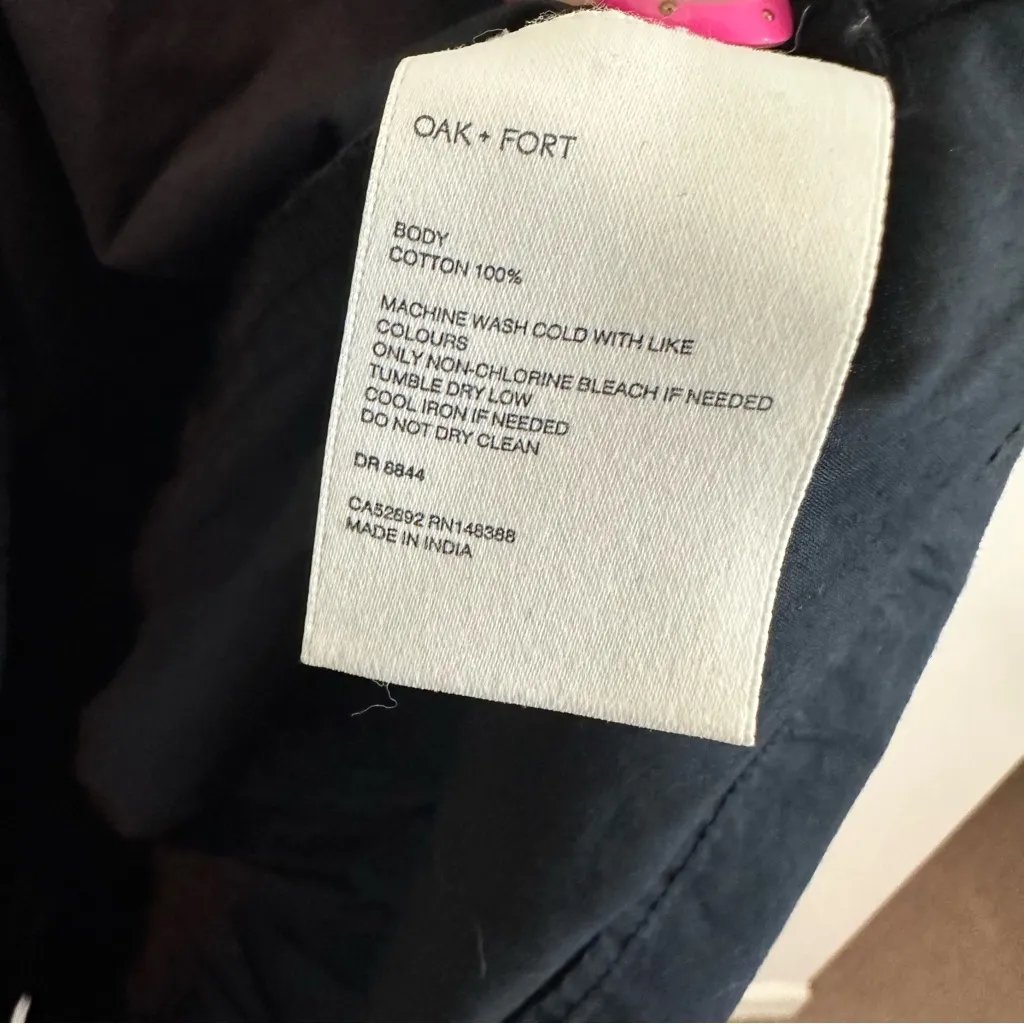 OAK + FORT
BODY
COTTON 100%
MACHINE WASH COLD WITH LIKE
COLOURS
ONLY NON-CHLORINE BLEACH IF NEEDED
TUMBLE DRY LOW
COOL IRON IF NEEDED
DO NOT DRY CLEAN
DR 8844
CA52892 RN148388
MADE IN INDIA